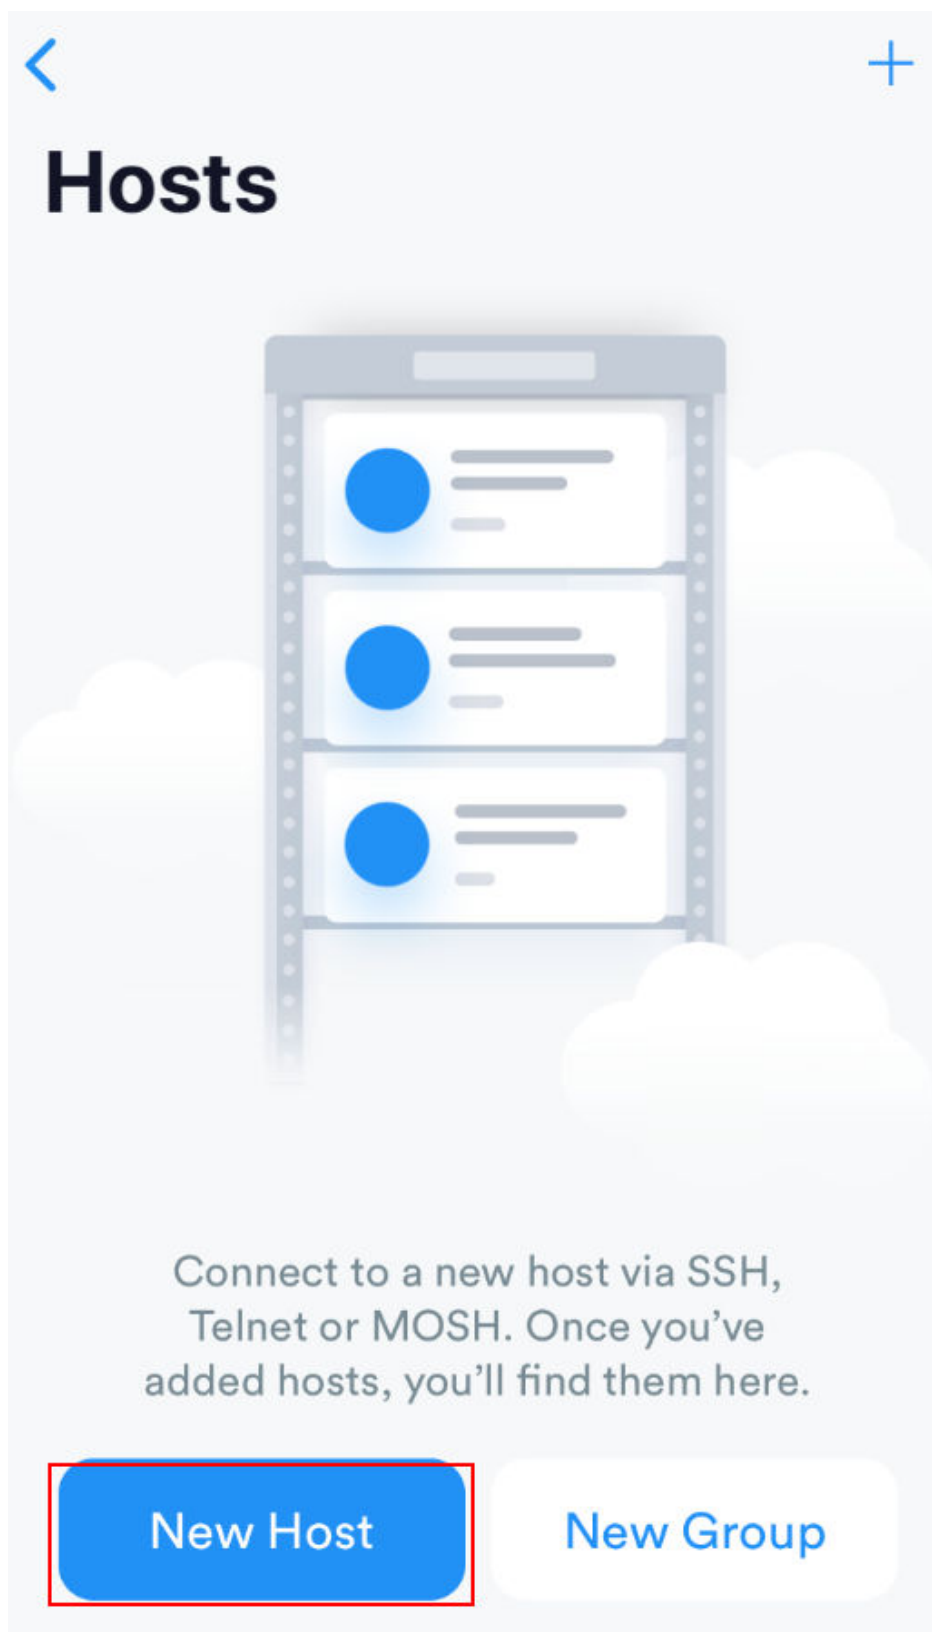 Hosts
Connect to a new host via SSH,
Telnet or MOSH. Once you’ve
added hosts, you’ll find them here.
New Host
New Group